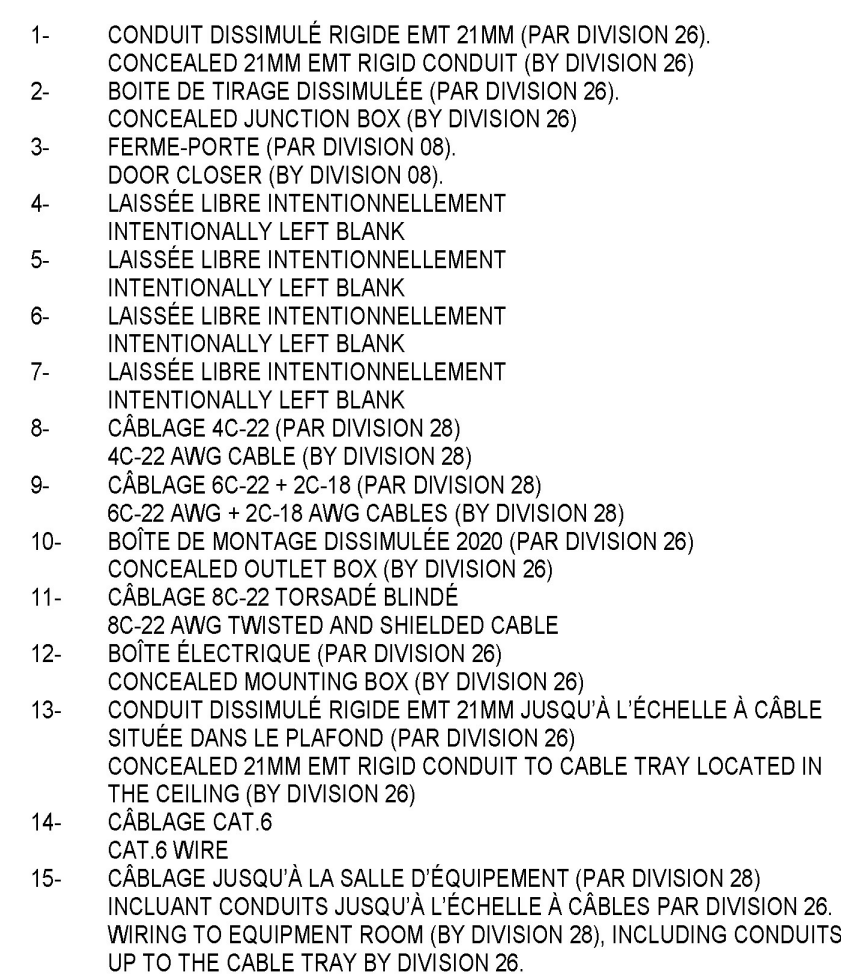 1- CONDUIT DISSIMULÉ RIGIDE EMT 21MM (PAR DIVISION 26).
CONCEALED 21MM EMT RIGID CONDUIT (BY DIVISION 26)
2- BOITE DE TIRAGE DISSIMULÉE (PAR DIVISION 26).
CONCEALED JUNCTION BOX (BY DIVISION 26)
3- FERME-PORTE (PAR DIVISION 08).
DOOR CLOSER (BY DIVISION 08).
4- LAISSÉE LIBRE INTENTIONNELLEMENT
INTENTIONALLY LEFT BLANK
5- LAISSÉE LIBRE INTENTIONNELLEMENT
INTENTIONALLY LEFT BLANK
6- LAISSÉE LIBRE INTENTIONNELLEMENT
INTENTIONALLY LEFT BLANK
7- LAISSÉE LIBRE INTENTIONNELLEMENT
INTENTIONALLY LEFT BLANK
8- CÂBLAGE 4C-22 (PAR DIVISION 28)
4C-22 AWG CABLE (BY DIVISION 28)
9- CÂBLAGE 6C-22 + 2C-18 (PAR DIVISION 28)
6C-22 AWG + 2C-18 AWG CABLES (BY DIVISION 28)
10- BOÎTE DE MONTAGE DISSIMULÉE 2020 (PAR DIVISION 26)
CONCEALED OUTLET BOX (BY DIVISION 26)
11- CÂBLAGE 8C-22 TORSADÉ BLINDÉ
8C-22 AWG TWISTED AND SHIELDED CABLE
12- BOÎTE ÉLECTRIQUE (PAR DIVISION 26)
CONCEALED MOUNTING BOX (BY DIVISION 26)
13- CONDUIT DISSIMULÉ RIGIDE EMT 21MM JUSQU'À L'ÉCHELLE À CÂBLE
SITUÉE DANS LE PLAFOND (PAR DIVISION 26)
CONCEALED 21MM EMT RIGID CONDUIT TO CABLE TRAY LOCATED IN
THE CEILING (BY DIVISION 26)
14- CÂBLAGE CAT.6
CAT.6 WIRE
15- CÂBLAGE JUSQU'À LA SALLE D'ÉQUIPEMENT (PAR DIVISION 28)
INCLUANT CONDUITS JUSQU'À L'ÉCHELLE À CÂBLES PAR DIVISION 26.
WIRING TO EQUIPMENT ROOM (BY DIVISION 28), INCLUDING CONDUITS
UP TO THE CABLE TRAY BY DIVISION 26.